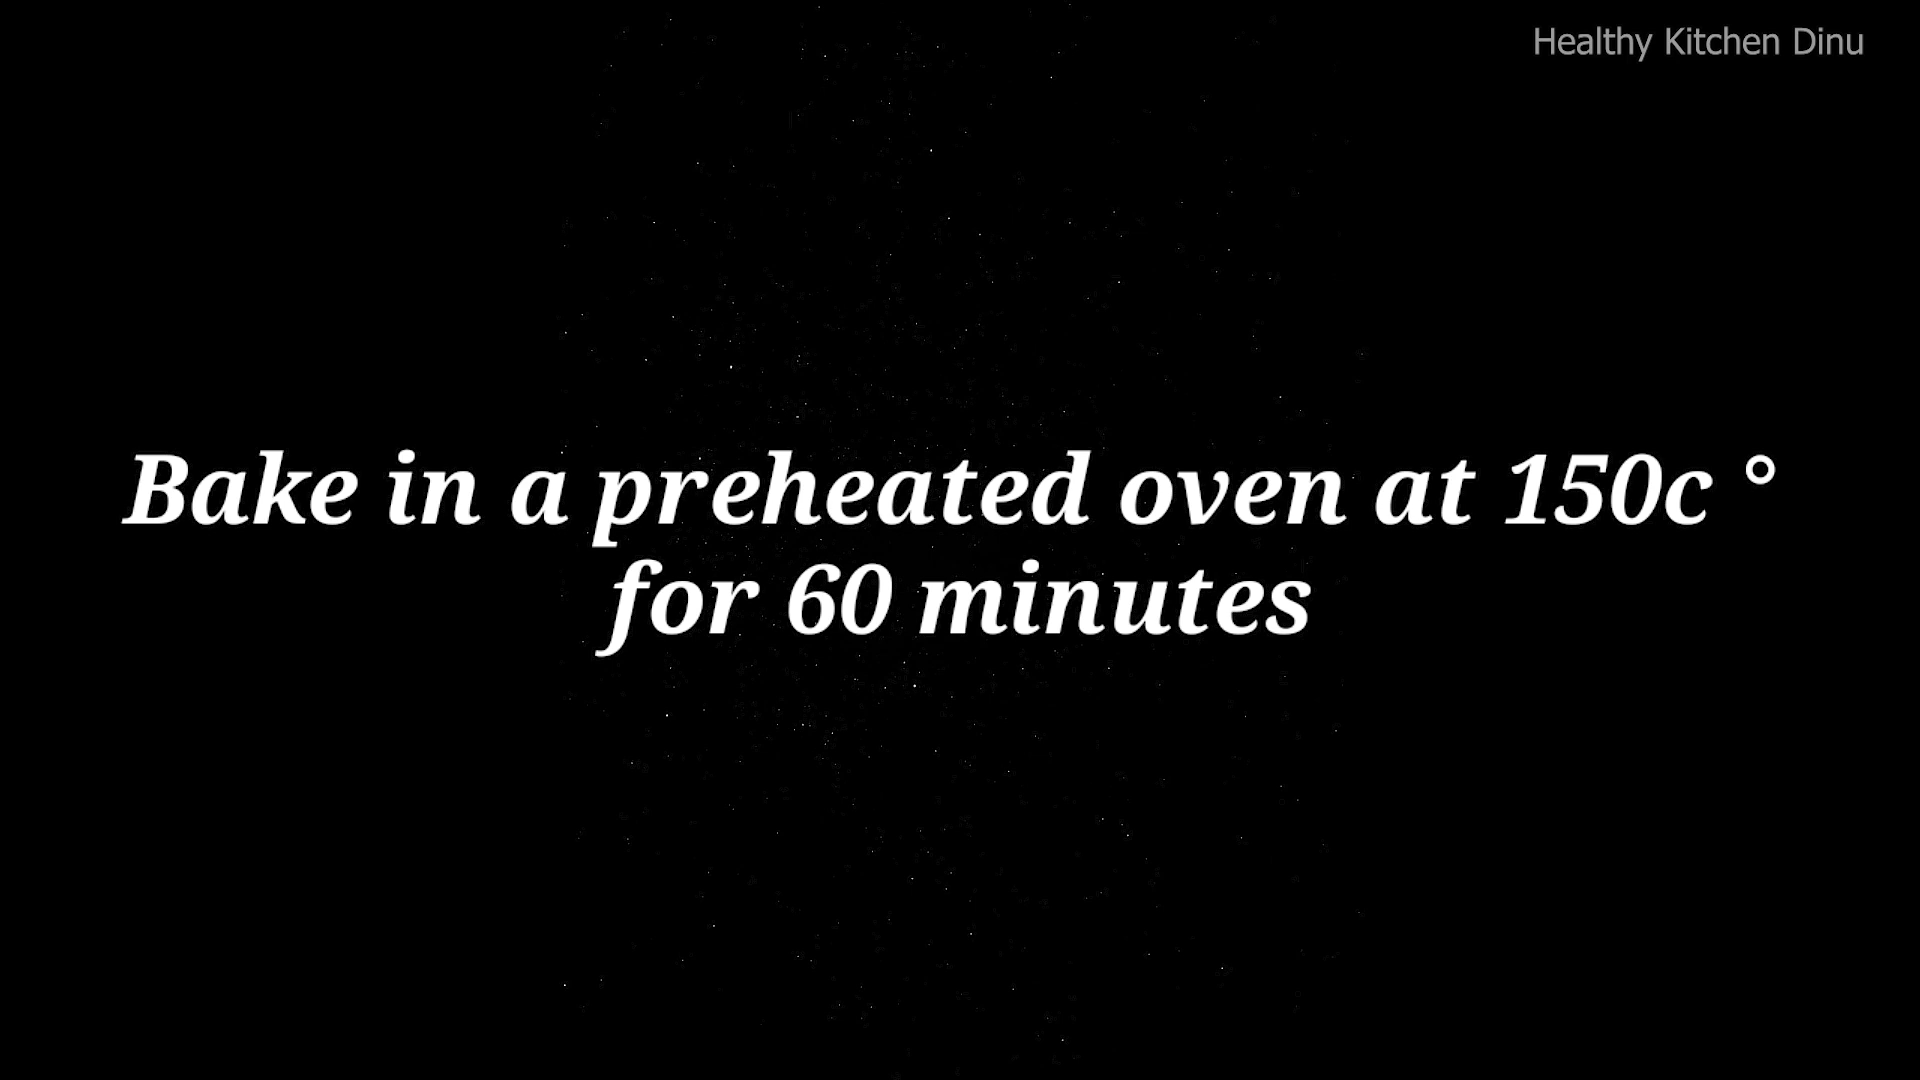 Healthy Kitchen Dinu
Bake in a preheated oven at 150c °
for 60 minutes